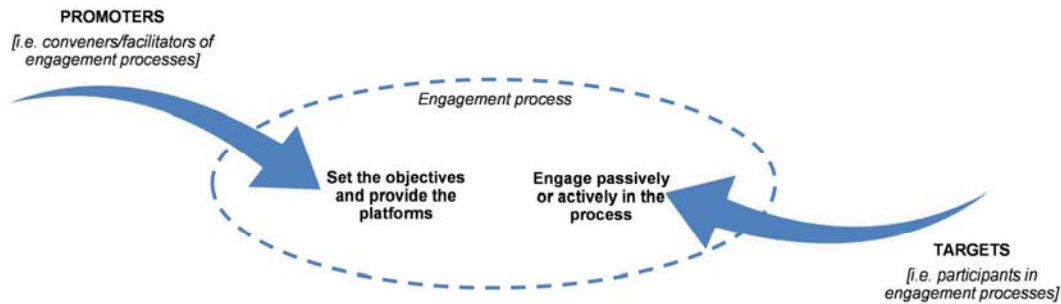 PROMOTERS
[i.e. conveners/facilitators of
engagement processes]
Engagement process
Set the objectives
and provide the
platforms
Engage passively
or actively in the
process
TARGETS
[i.e. participants in
engagement processes]